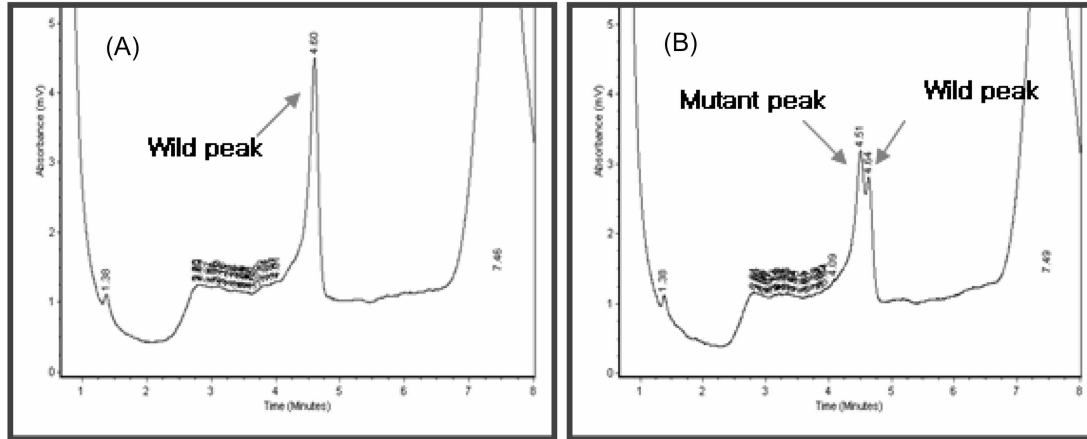 (A)
Absorbance (mV)
5
4
3
2
1
0
1.38
4.60
7.46
Wild peak
1 2 3 4 5 6 7 8
Time (Minutes)
(B)
Absorbance (mV)
5
4
3
2
1
0
1.38
4.09
4.51
4.64
7.49
Mutant peak
Wild peak
1 2 3 4 5 6 7 8
Time (Minutes)